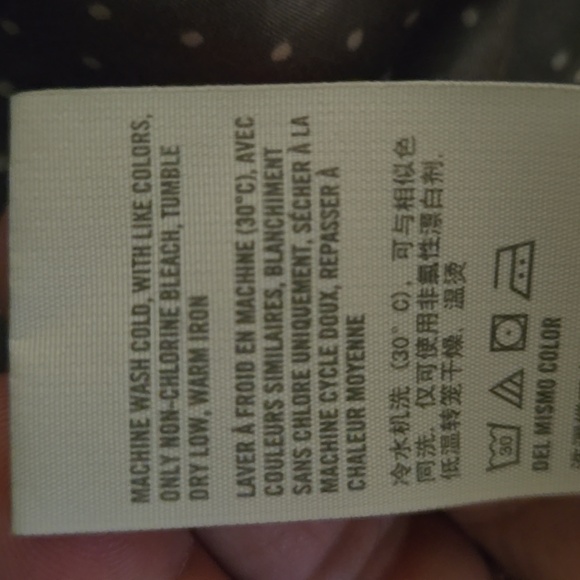 MACHINE WASH COLD, WITH LIKE COLORS,
ONLY NON-CHLORINE BLEACH, TUMBLE
DRY LOW, WARM IRON
LAVER À FROID EN MACHINE (30°C), AVEC
COULEURS SIMILAIRES, BLANCHIMENT
SANS CHLORE UNIQUEMENT, SÉCHER À LA
MACHINE CYCLE DOUX, REPASSER À
CHALEUR MOYENNE
冷水机洗（30°C），可与相似色
同洗，仅可使用非氯性漂白剂，
低温转笼干燥，温烫
30
DEL MISMO COLOR